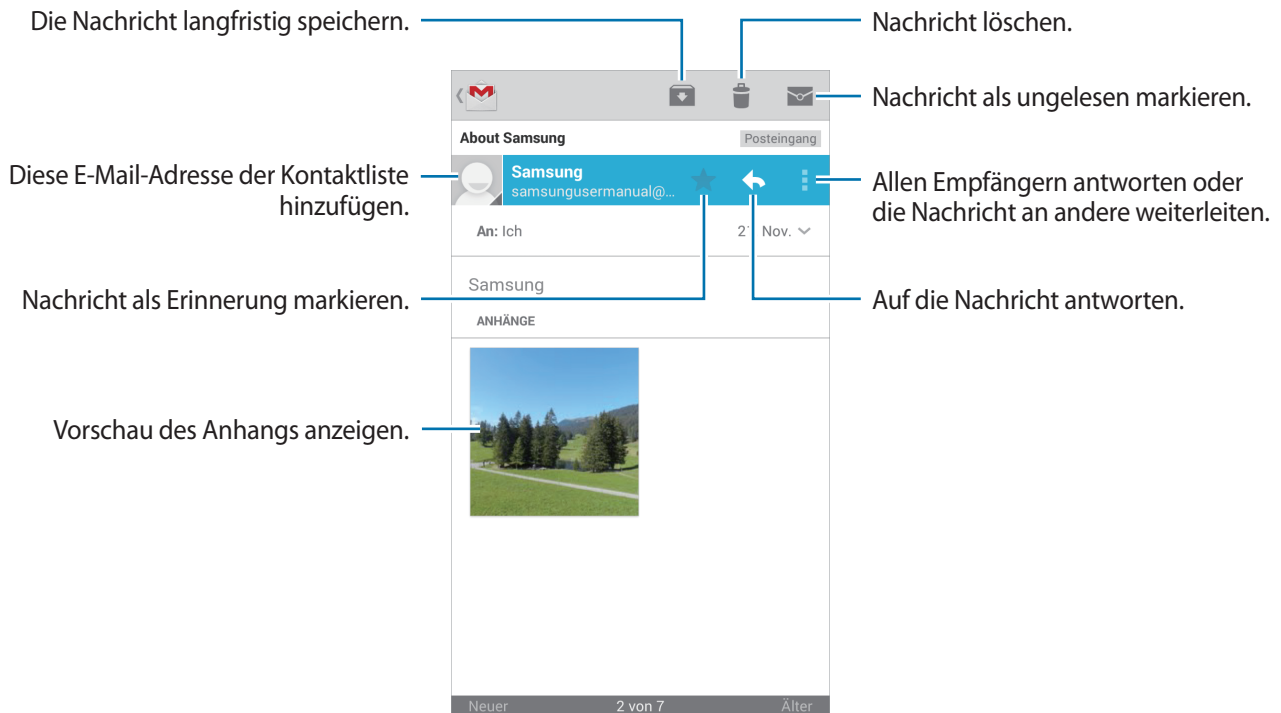 Die Nachricht langfristig speichern.
Nachricht löschen.
Nachricht als ungelesen markieren.
About Samsung
Posteingang
Diese E-Mail-Adresse der Kontaktliste
hinzufügen.
Samsung
samsungusermanual@...
Allen Empfängern antworten oder
die Nachricht an andere weiterleiten.
An: Ich
Nov.
Nachricht als Erinnerung markieren.
Samsung
Auf die Nachricht antworten.
ANHÄNGE
Vorschau des Anhangs anzeigen.
Neuer
2 von 7
Älter